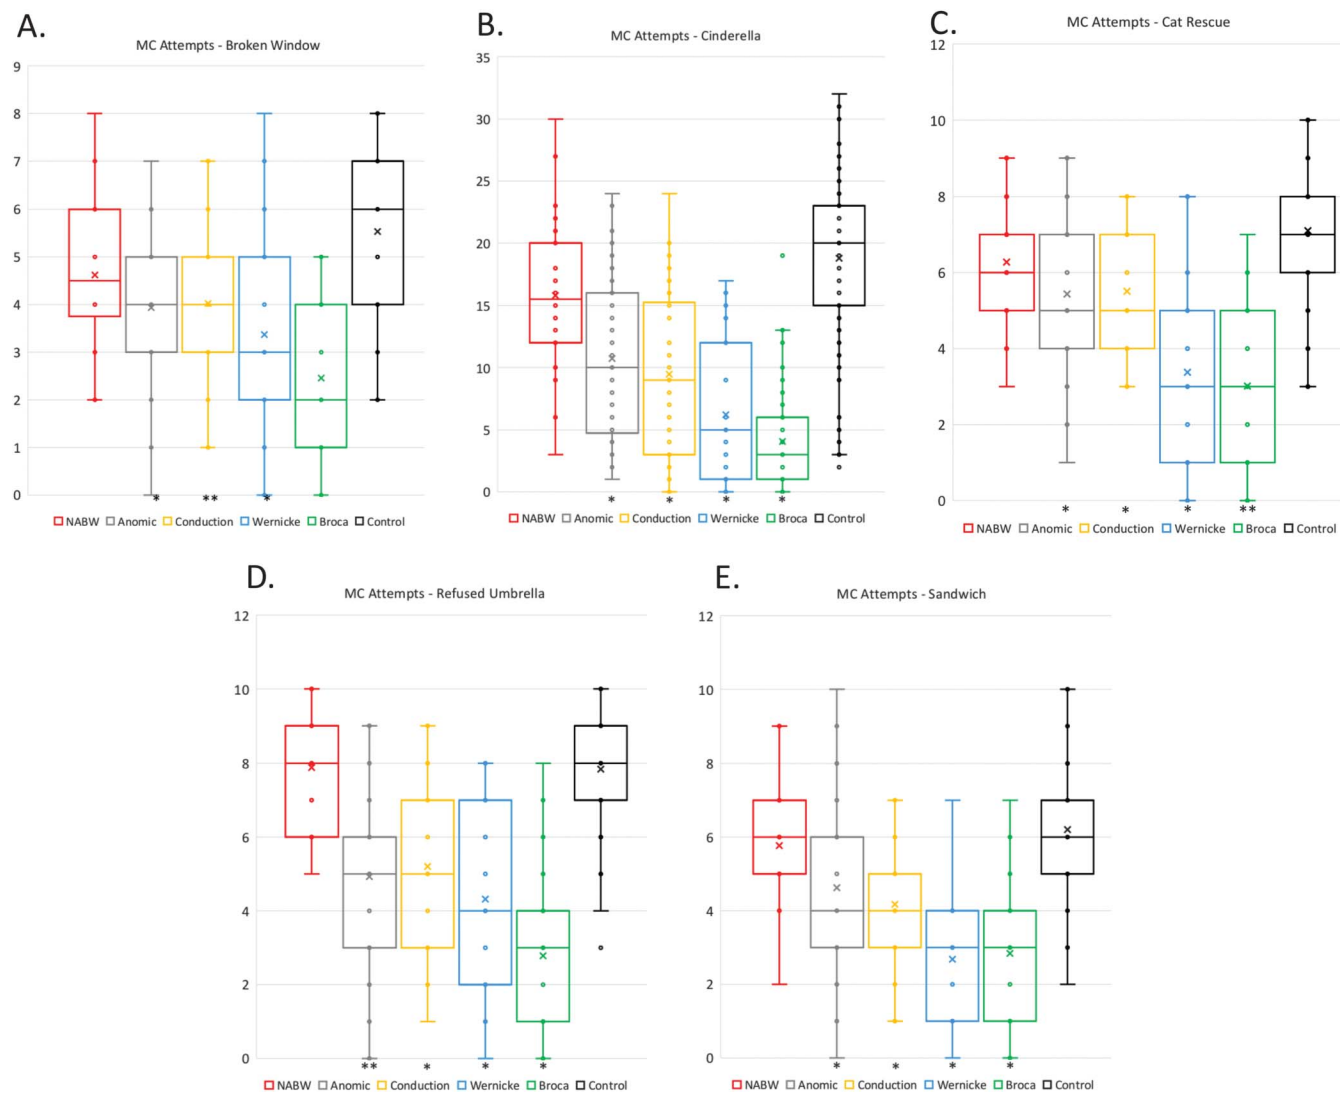 A.
MC Attempts - Broken Window
9
8
7
6
5
4
3
2
1
0
* ** *
NABW Anomic Conduction Wernicke Broca Control
B.
MC Attempts - Cinderella
35
30
25
20
15
10
5
0
* * * *
NABW Anomic Conduction Wernicke Broca Control
C.
MC Attempts - Cat Rescue
12
10
8
6
4
2
0
* * * **
NABW Anomic Conduction Wernicke Broca Control
D.
MC Attempts - Refused Umbrella
12
10
8
6
4
2
0
** * * *
NABW Anomic Conduction Wernicke Broca Control
E.
MC Attempts - Sandwich
12
10
8
6
4
2
0
* * * *
NABW Anomic Conduction Wernicke Broca Control